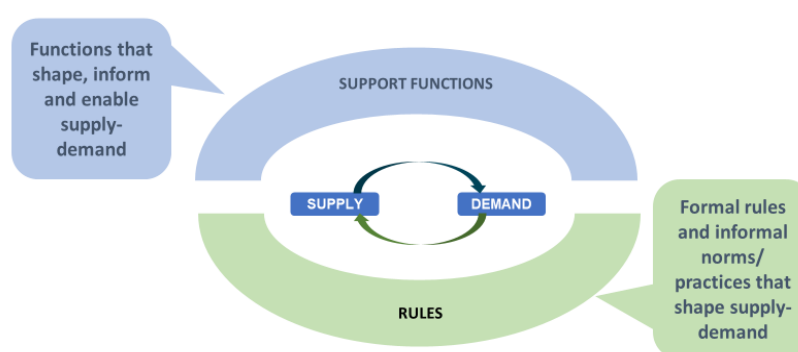 Functions that
shape, inform
and enable
supply-
demand
SUPPORT FUNCTIONS
SUPPLY
DEMAND
RULES
Formal rules
and informal
norms/
practices that
shape supply-
demand